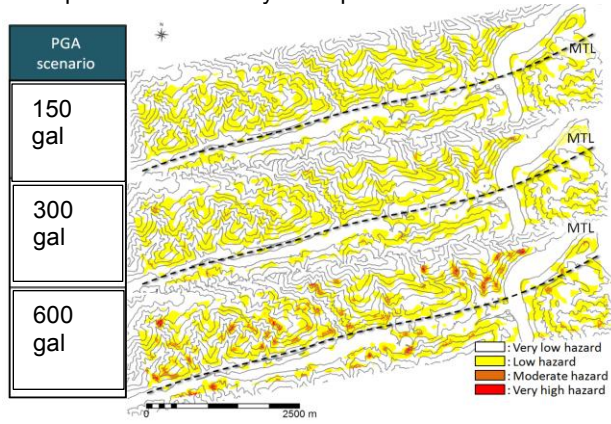 PGA
scenario
150
gal
300
gal
600
gal
MTL
MTL
MTL
: Very low hazard
: Low hazard
: Moderate hazard
: Very high hazard
0
2500 m